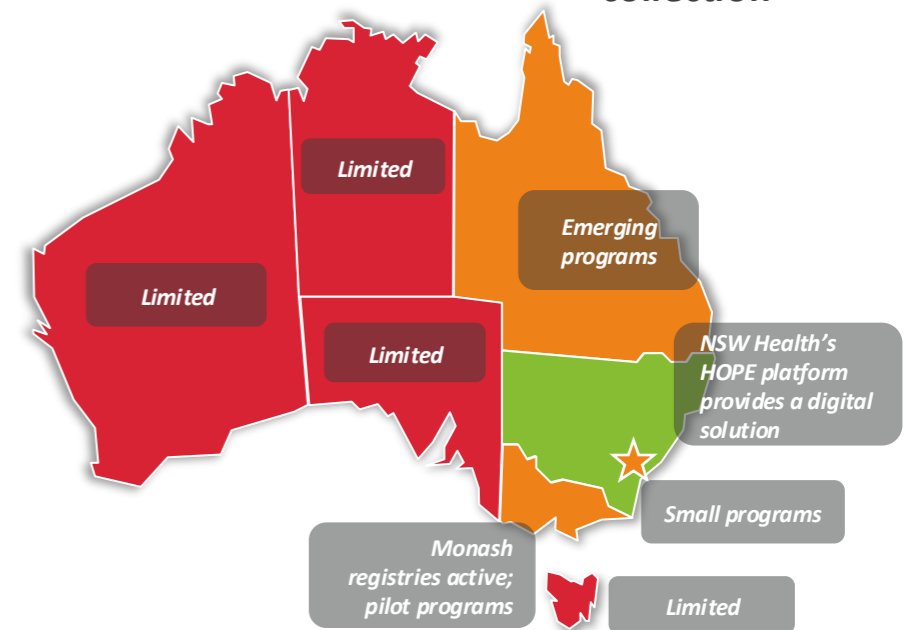 collection
Limited
Emerging
programs
Limited
NSW Health's
HOPE platform
provides a digital
solution
Limited
Small programs
Monash
registries active;
pilot programs
Limited